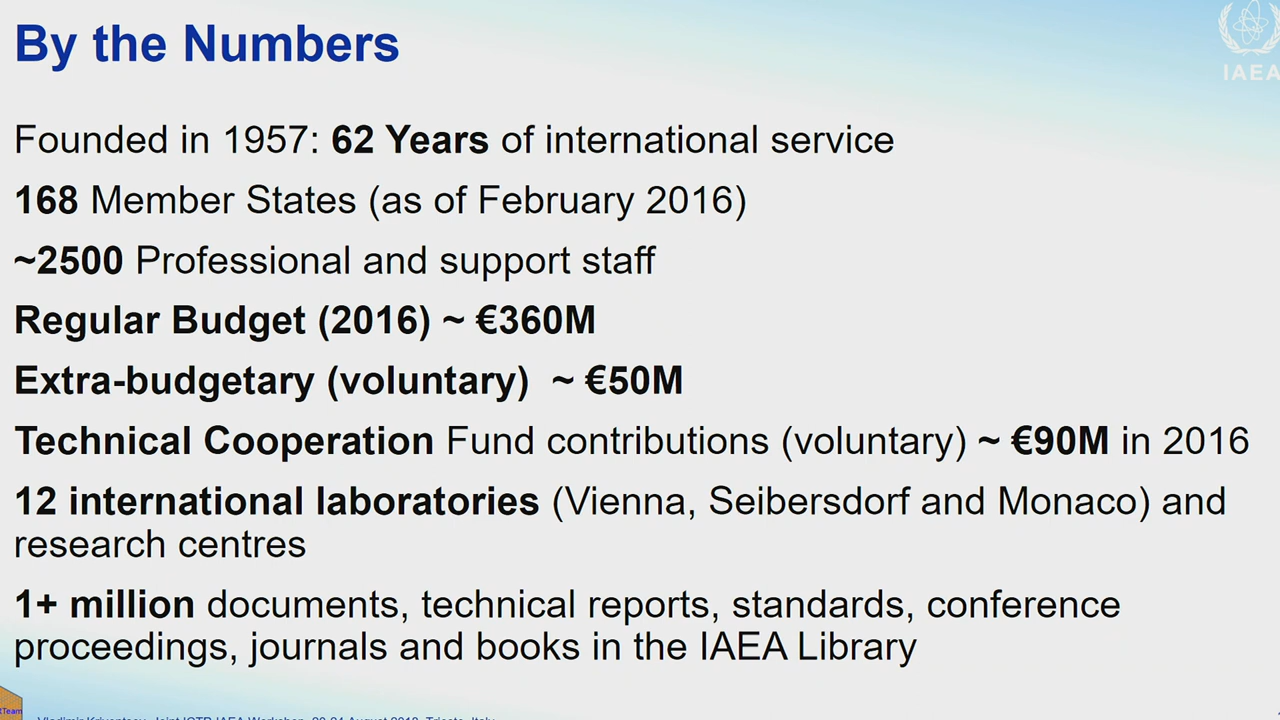 By the Numbers
IAEA
Founded in 1957: 62 Years of international service
168 Member States (as of February 2016)
~2500 Professional and support staff
Regular Budget (2016) ~ €360M
Extra-budgetary (voluntary) ~ €50M
Technical Cooperation Fund contributions (voluntary) ~ €90M in 2016
12 international laboratories (Vienna, Seibersdorf and Monaco) and
research centres
1+ million documents, technical reports, standards, conference
proceedings, journals and books in the IAEA Library
Team